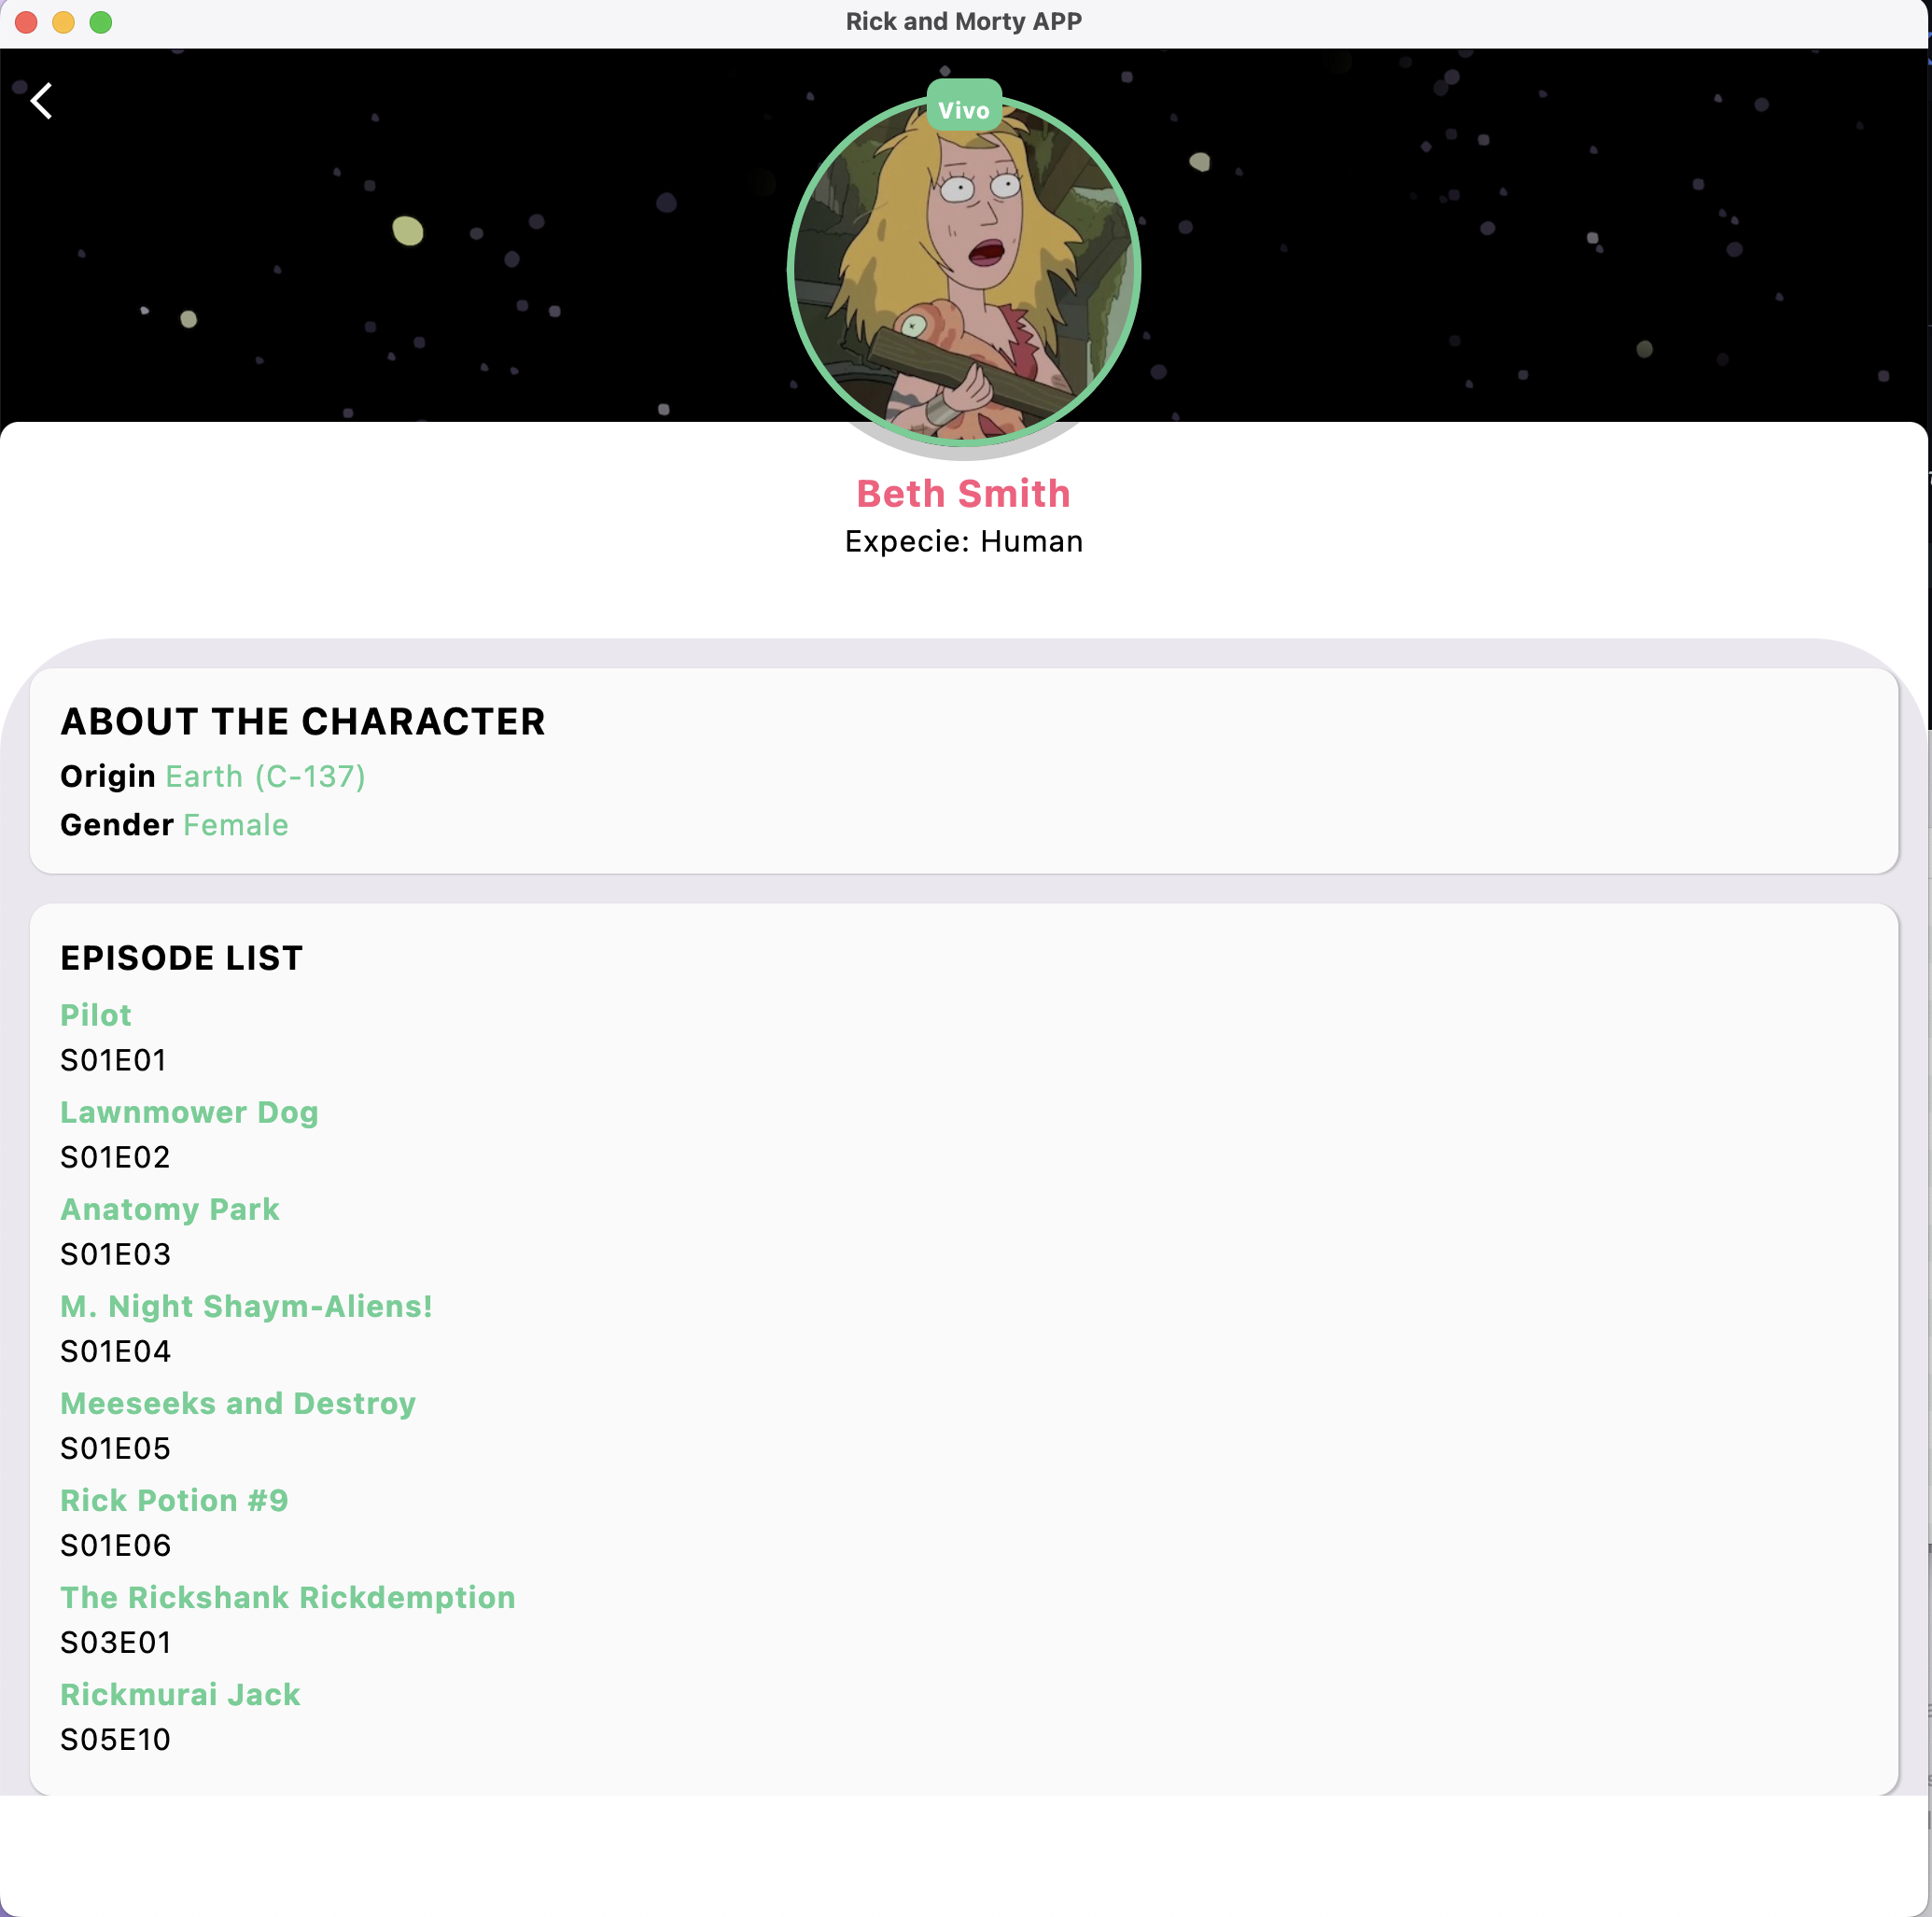 Rick and Morty APP
Vivo
Beth Smith
Expecie: Human
ABOUT THE CHARACTER
Origin Earth (C-137)
Gender Female
EPISODE LIST
Pilot
S01E01
Lawnmower Dog
S01E02
Anatomy Park
S01E03
M. Night Shaym-Aliens!
S01E04
Meeseeks and Destroy
S01E05
Rick Potion #9
S01E06
The Rickshank Rickdemption
S03E01
Rickmurai Jack
S05E10